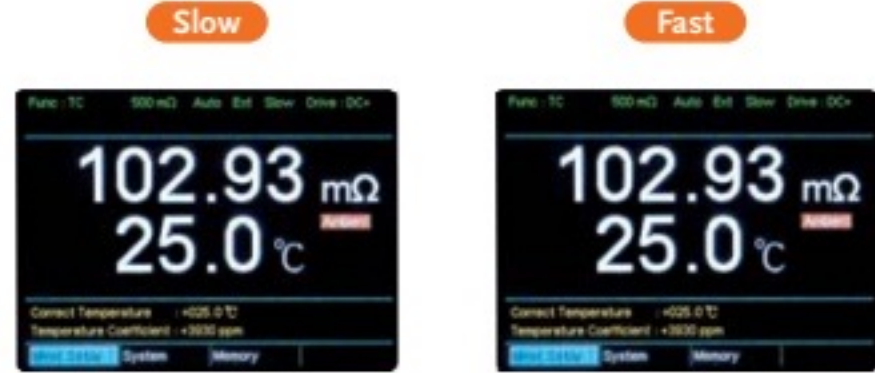 Slow
Func : TC 500 mΩ Auto Ext Slow Drive : DC+
102.93 mΩ
25.0 ℃
Ambient
Correct Temperature : +025.0 ℃
Temperature Coefficient : +3930 ppm
Mnst Setup System Memory
Fast
Func : TC 500 mΩ Auto Ext Slow Drive : DC+
102.93 mΩ
25.0 ℃
Ambient
Correct Temperature : +025.0 ℃
Temperature Coefficient : +3930 ppm
System Memory